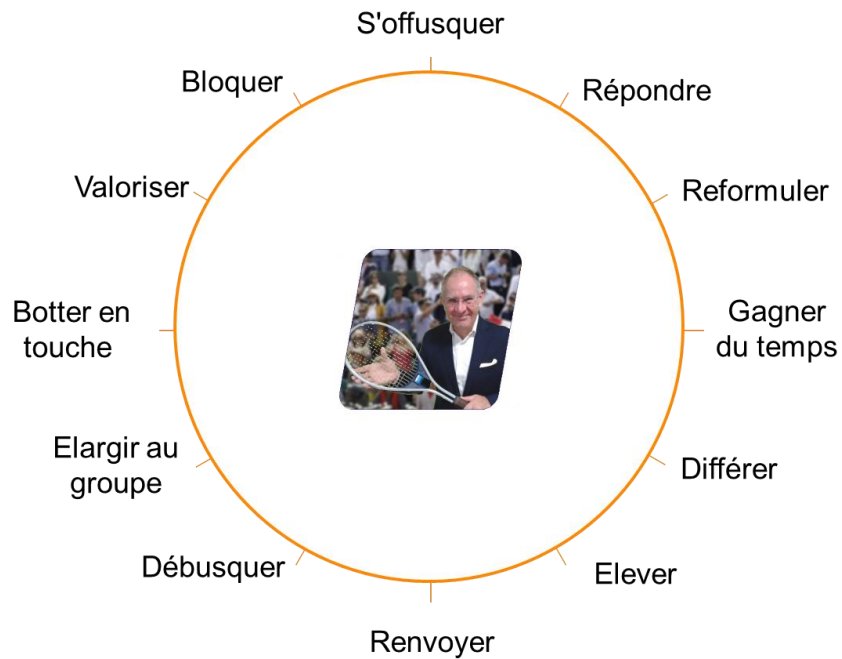 S'offusquer
Répondre
Reformuler
Gagner
du temps
Différer
Elever
Renvoyer
Débusquer
Elargir au
groupe
Botter en
touche
Valoriser
Bloquer